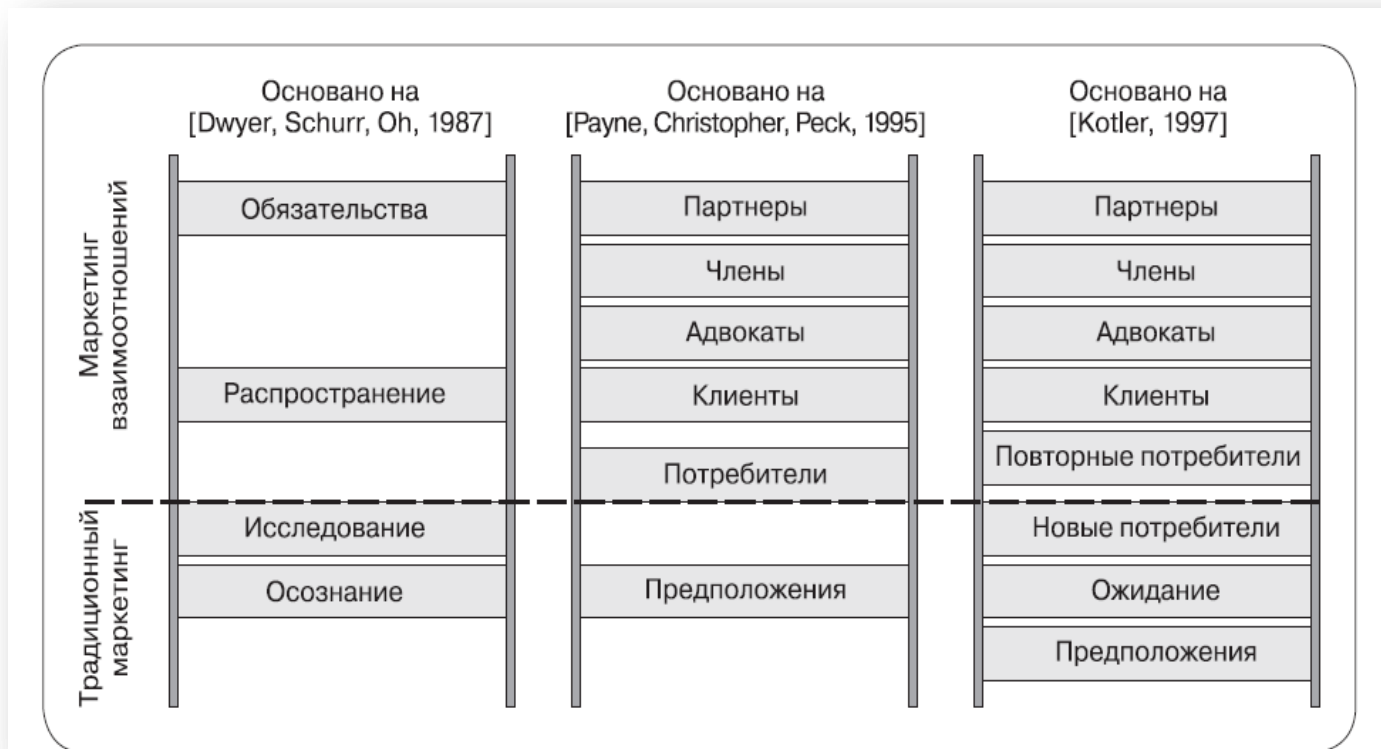 Основано на
[Dwyer, Schurr, Oh, 1987]
Основано на
[Payne, Christopher, Peck, 1995]
Основано на
[Kotler, 1997]
Маркетинг
взаимоотношений
Традиционный
маркетинг
Обязательства
Распространение
Исследование
Осознание
Партнеры
Члены
Адвокаты
Клиенты
Потребители
Предположения
Партнеры
Члены
Адвокаты
Клиенты
Повторные потребители
Новые потребители
Ожидание
Предположения